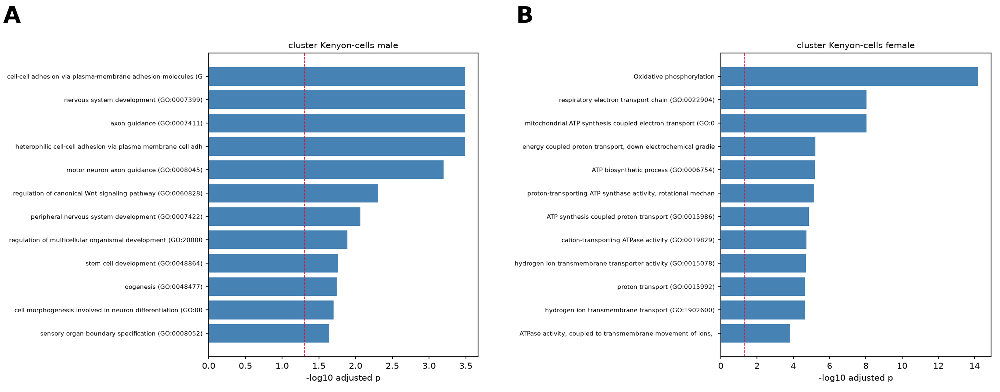 A
cluster Kenyon-cells male
cell-cell adhesion via plasma-membrane adhesion molecules (G
nervous system development (GO:0007399)
axon guidance (GO:0007411)
heterophilic cell-cell adhesion via plasma membrane cell adh
motor neuron axon guidance (GO:0008045)
regulation of canonical Wnt signaling pathway (GO:0060828)
peripheral nervous system development (GO:0007422)
regulation of multicellular organismal development (GO:20000
stem cell development (GO:0048864)
oogenesis (GO:0048477)
cell morphogenesis involved in neuron differentiation (GO:00
sensory organ boundary specification (GO:0008052)
0.0 0.5 1.0 1.5 2.0 2.5 3.0 3.5
-log10 adjusted p
B
cluster Kenyon-cells female
Oxidative phosphorylation
respiratory electron transport chain (GO:0022904)
mitochondrial ATP synthesis coupled electron transport (GO:0
energy coupled proton transport, down electrochemical gradie
ATP biosynthetic process (GO:0006754)
proton-transporting ATP synthase activity, rotational mechan
ATP synthesis coupled proton transport (GO:0015986)
cation-transporting ATPase activity (GO:0019829)
hydrogen ion transmembrane transporter activity (GO:0015078)
proton transport (GO:0015992)
hydrogen ion transmembrane transport (GO:1902600)
ATPase activity, coupled to transmembrane movement of ions,
0 2 4 6 8 10 12 14
-log10 adjusted p